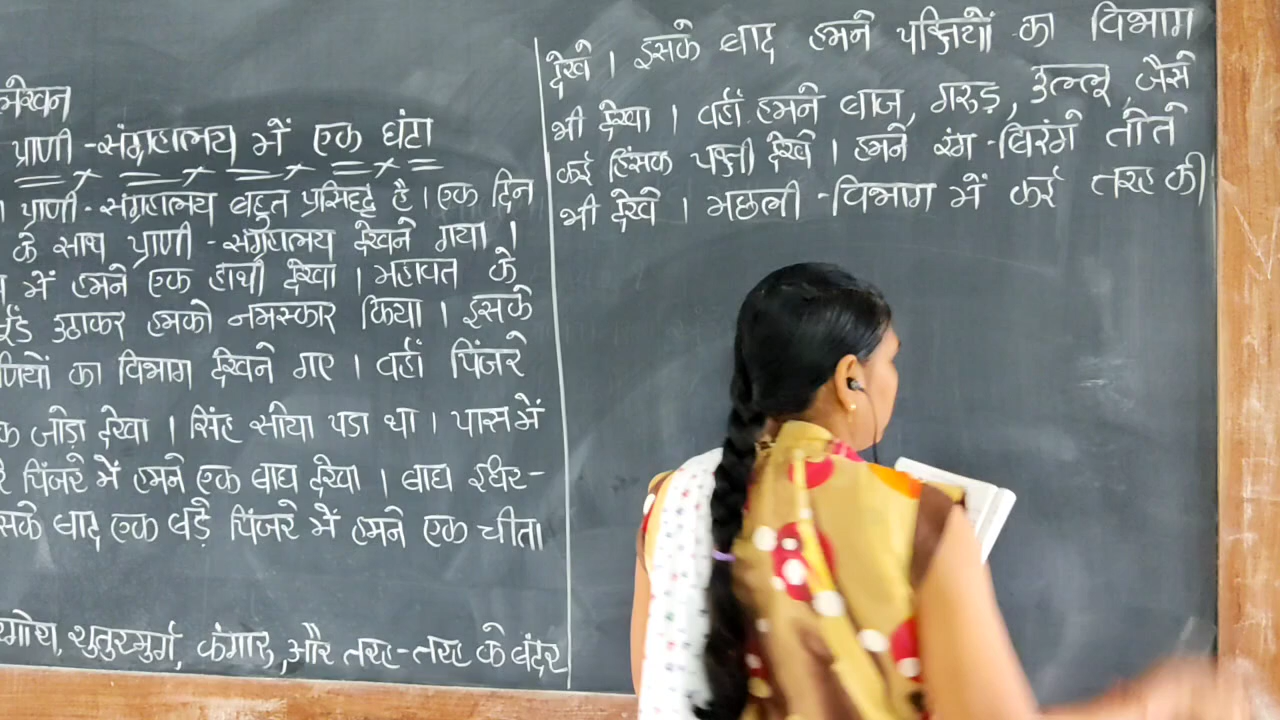 प्राणी-संग्रहालय में एक घंटा
प्राणी-संग्रहालय बहुत प्रसिद्ध है। एक दिन
के साथ प्राणी-संग्रहालय देखने गया।
में हमने एक हाथी देखा। महावत के
उठाकर हमको नमस्कार किया। इसके
का विभाग देखने गए। वहाँ पिंजरे
जोड़ा देखा। सिंह सोया पडा था। पास में
पिंजरे में हमने एक बाघ देखा। बाघ इधर-
बाद एक बड़े पिंजरे में हमने एक चीता
शुतुरमुर्ग, कंगारू, और तरह-तरह के बंदर
देखे। इसके बाद हमने पक्षियों का विभाग
भी देखा। वहाँ हमने बाज, गरुड़, उल्लू, जैसे
कई हिंसक पक्षी देखे। हमने रंग-बिरंगे तोते
भी देखे। मछली-विभाग में कई तरह की